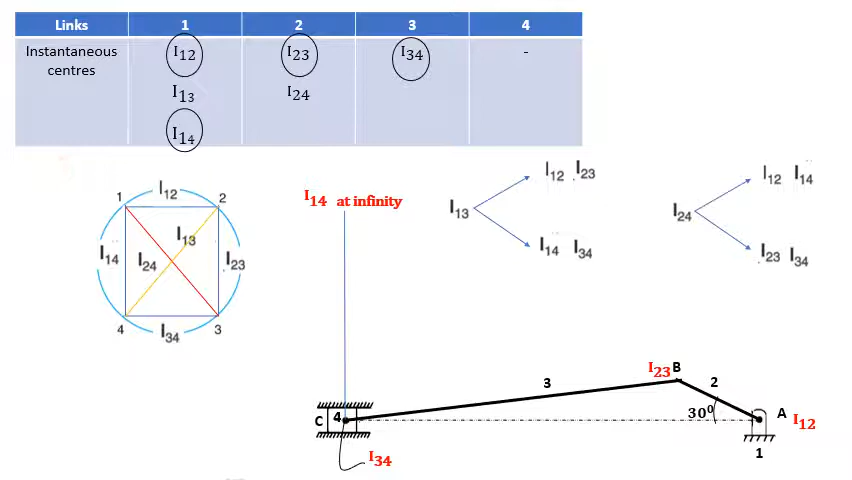 Links 1 2 3 4
Instantaneous centres I12 I23 I34 -
I13 I24
I14
1 I12 2
I13
I14 I24 I23
4 I34 3
I14 at infinity
I13
I12 I23
I14 I34
I24
I12 I14
I23 I34
I23 B
3 2
C 4 30⁰ A I12
I34 1